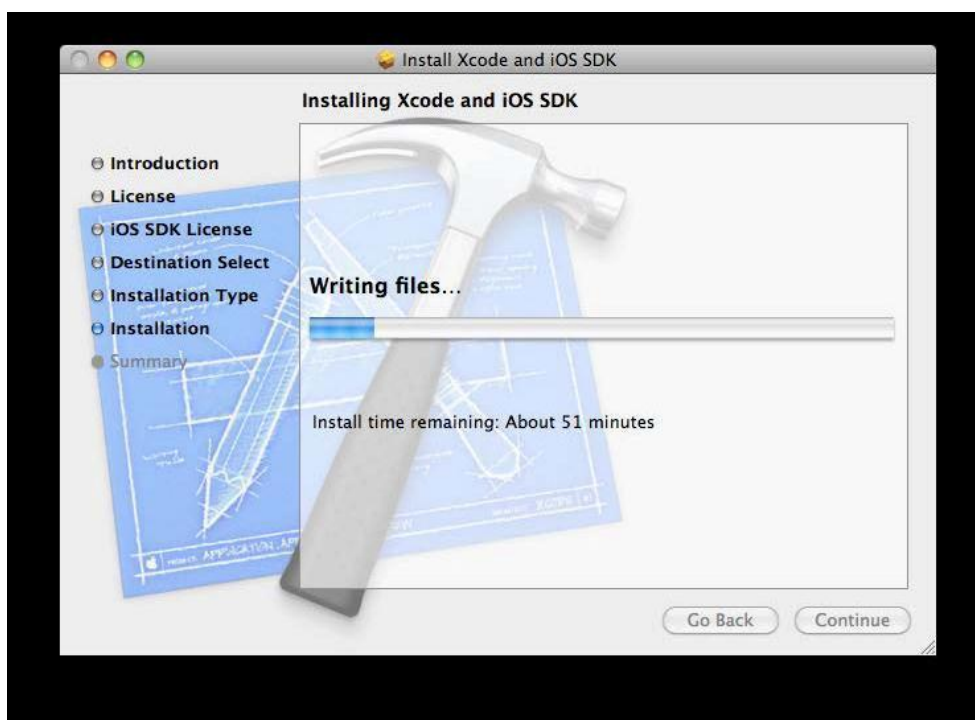 Install Xcode and iOS SDK
Installing Xcode and iOS SDK
Introduction
License
iOS SDK License
Destination Select
Installation Type
Installation
Summary
Writing files...
Install time remaining: About 51 minutes
APPLICATION
Go Back
Continue